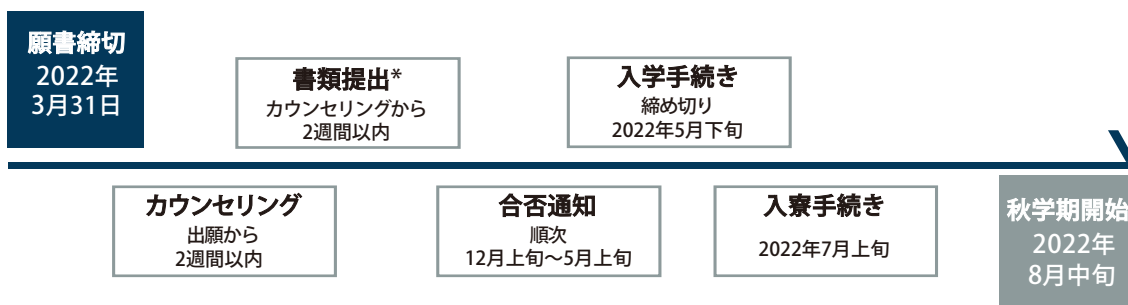 願書締切
2022年
3月31日
カウンセリング
出願から
2週間以内
書類提出*
カウンセリングから
2週間以内
合否通知
順次
12月上旬～5月上旬
入学手続き
締め切り
2022年5月下旬
入寮手続き
2022年7月上旬
秋学期開始
2022年
8月中旬